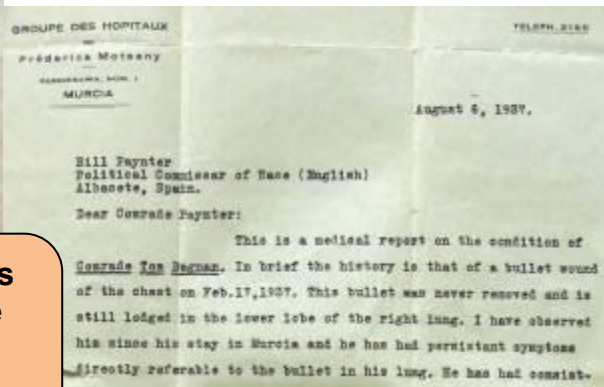 GROUPE DES HOPITAUX
TELEPH. 2166
Fréderica Motseny
MURCIA
August 6, 1937.
Bill Paynter
Political Commissar of Base (English)
Albacete, Spain.
Dear Comrade Paynter:
This is a medical report on the condition of
Comrade Tom Degnan. In brief the history is that of a bullet wound
of the chest on Feb.17,1937. This bullet was never removed and is
still lodged in the lower lobe of the right lung. I have observed
him since his stay in Murcia and he has had persistant symptoms
directly referable to the bullet in his lung. He has had consist-
s
e